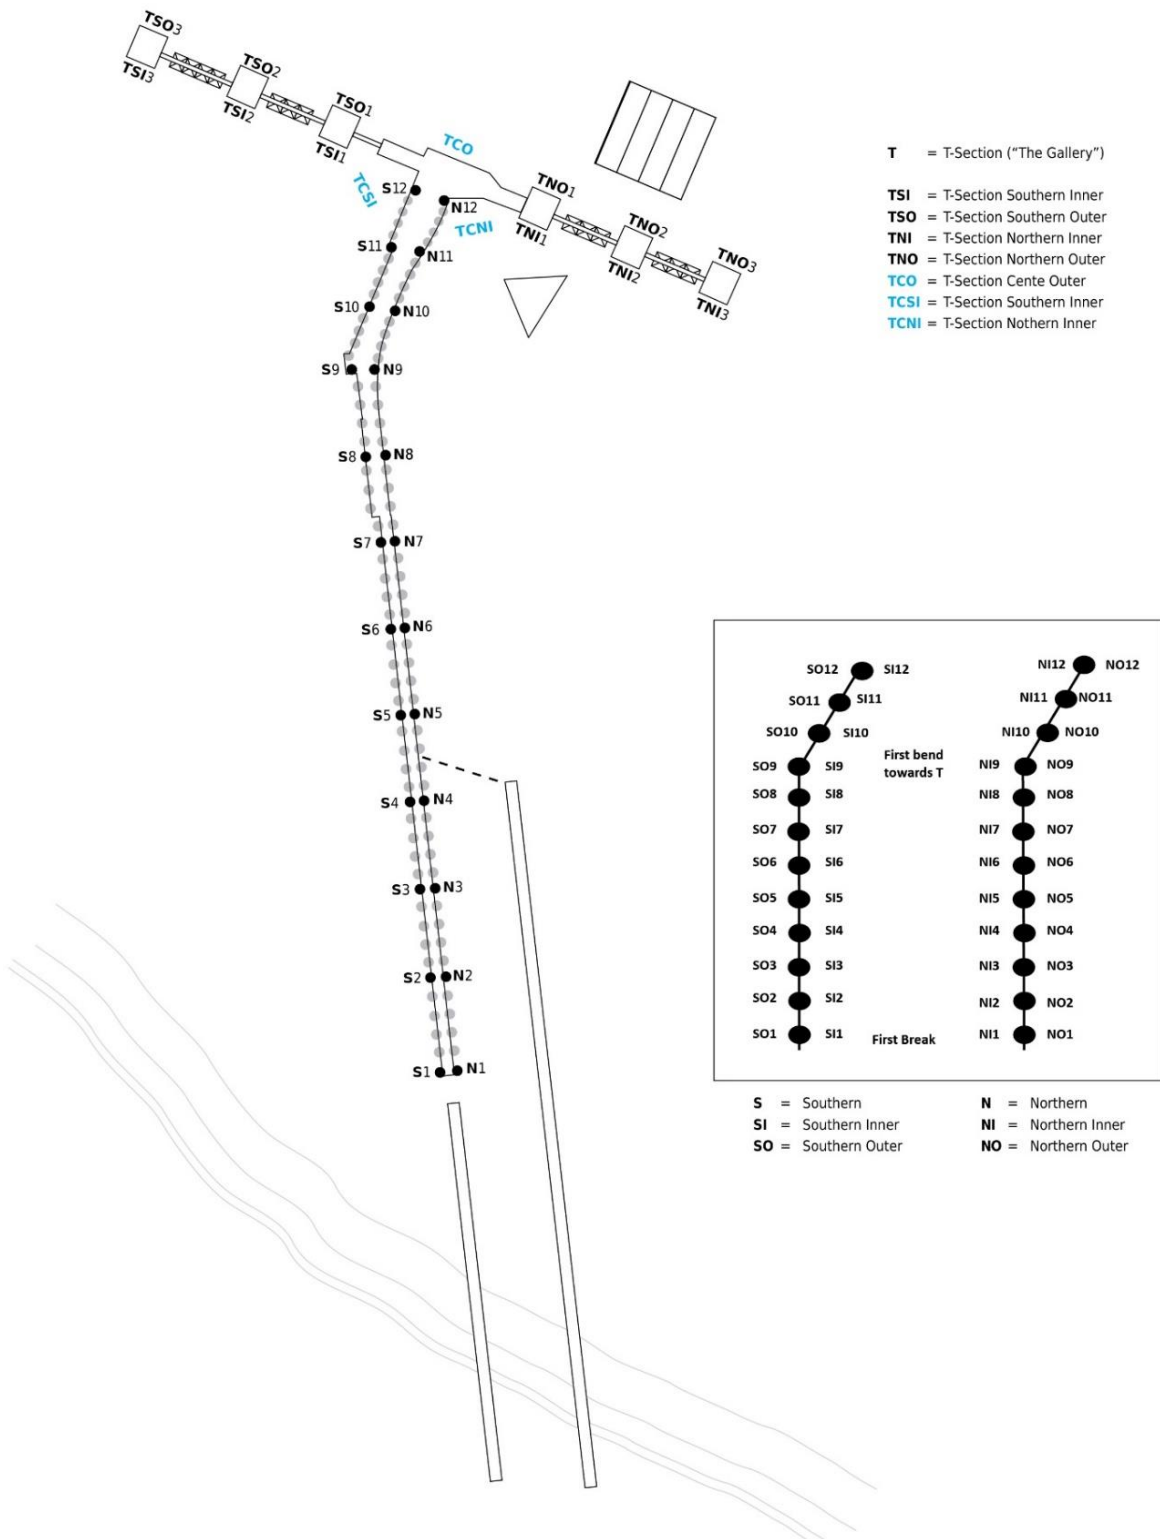 TSO3
TSI3
TSO2
TSI2
TSO1
TSI1
TCO
TCSI
TNO1
TNI1
TCNI
TNO2
TNI2
TNO3
TNI3
S12
N12
S11
N11
S10
N10
S9
N9
S8
N8
S7
N7
S6
N6
S5
N5
S4
N4
S3
N3
S2
N2
S1
N1
T = T-Section ("The Gallery")
TSI = T-Section Southern Inner
TSO = T-Section Southern Outer
TNI = T-Section Northern Inner
TNO = T-Section Northern Outer
TCO = T-Section Cente Outer
TCSI = T-Section Southern Inner
TCNI = T-Section Nothern Inner
SO12 SI12 NI12 NO12
SO11 SI11 NI11 NO11
SO10 SI10 NI10 NO10
First bend
towards T
SO9 SI9 NI9 NO9
SO8 SI8 NI8 NO8
SO7 SI7 NI7 NO7
SO6 SI6 NI6 NO6
SO5 SI5 NI5 NO5
SO4 SI4 NI4 NO4
SO3 SI3 NI3 NO3
SO2 SI2 NI2 NO2
SO1 SI1 First Break NI1 NO1
S = Southern N = Northern
SI = Southern Inner NI = Northern Inner
SO = Southern Outer NO = Northern Outer